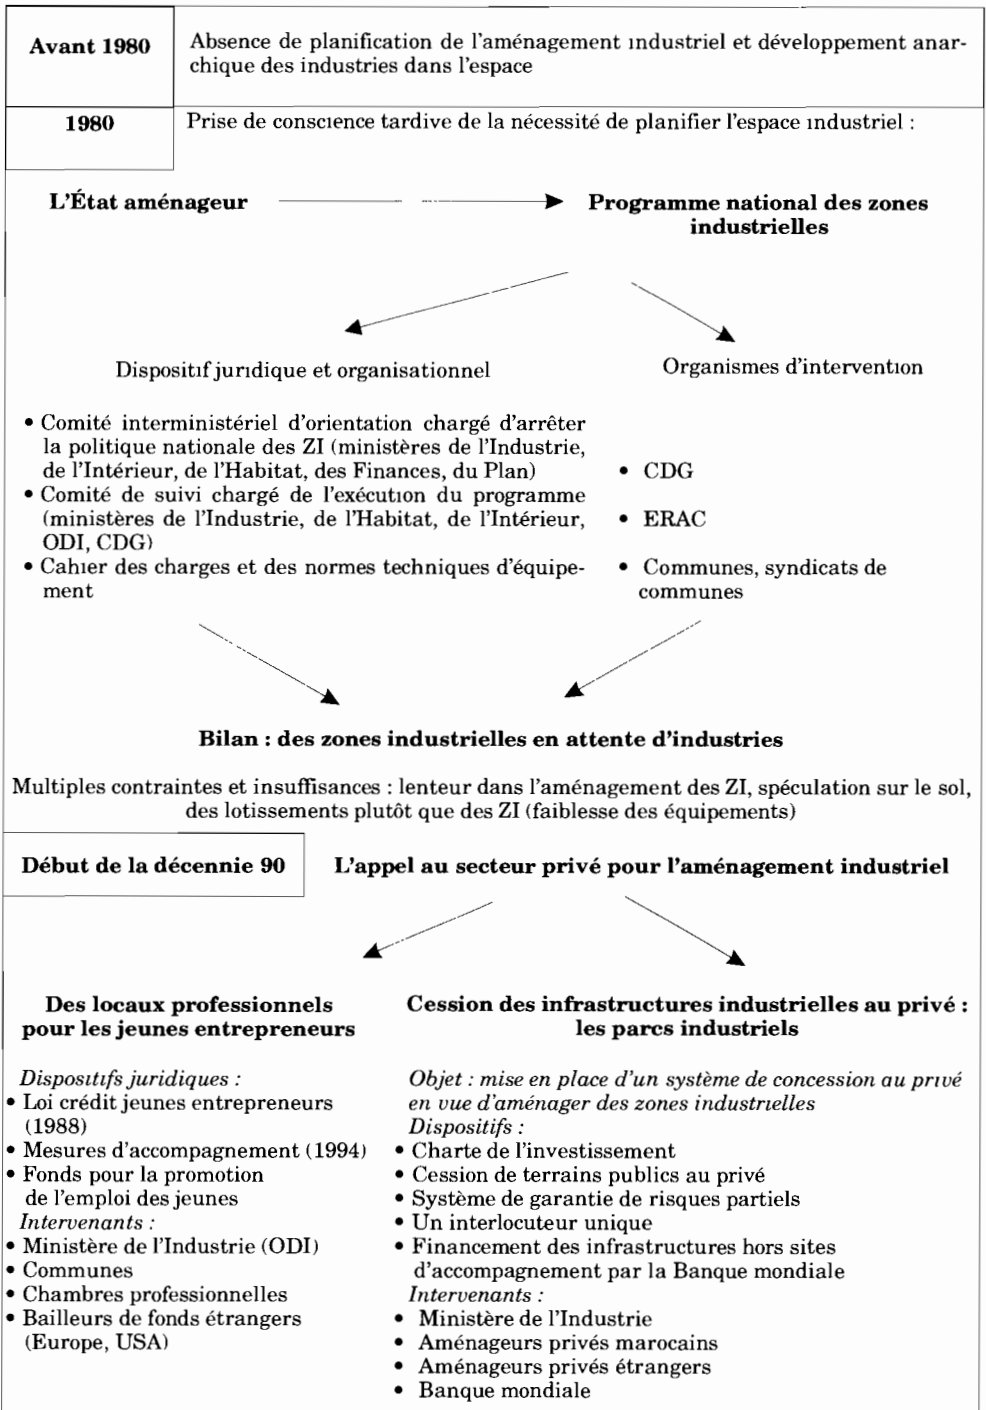 Avant 1980
Absence de planification de l'aménagement industriel et développement anar-
chique des industries dans l'espace
1980
Prise de conscience tardive de la nécessité de planifier l'espace industriel :
L'État aménageur
Programme national des zones
industrielles
Dispositif juridique et organisationnel
• Comité interministériel d'orientation chargé d'arrêter
la politique nationale des ZI (ministères de l'Industrie,
de l'Intérieur, de l'Habitat, des Finances, du Plan)
• Comité de suivi chargé de l'exécution du programme
(ministères de l'Industrie, de l'Habitat, de l'Intérieur,
ODI, CDG)
• Cahier des charges et des normes techniques d'équipe-
ment
Organismes d'intervention
• CDG
• ERAC
• Communes, syndicats de
communes
Bilan : des zones industrielles en attente d'industries
Multiples contraintes et insuffisances : lenteur dans l'aménagement des ZI, spéculation sur le sol,
des lotissements plutôt que des ZI (faiblesse des équipements)
Début de la décennie 90
L'appel au secteur privé pour l'aménagement industriel
Des locaux professionnels
pour les jeunes entrepreneurs
Dispositifs juridiques :
• Loi crédit jeunes entrepreneurs
(1988)
• Mesures d'accompagnement (1994)
• Fonds pour la promotion
de l'emploi des jeunes
Intervenants :
• Ministère de l'Industrie (ODI)
• Communes
• Chambres professionnelles
• Bailleurs de fonds étrangers
(Europe, USA)
Cession des infrastructures industrielles au privé :
les parcs industriels
Objet : mise en place d'un système de concession au privé
en vue d'aménager des zones industrielles
Dispositifs :
• Charte de l'investissement
• Cession de terrains publics au privé
• Système de garantie de risques partiels
• Un interlocuteur unique
• Financement des infrastructures hors sites
d'accompagnement par la Banque mondiale
Intervenants :
• Ministère de l'Industrie
• Aménageurs privés marocains
• Aménageurs privés étrangers
• Banque mondiale